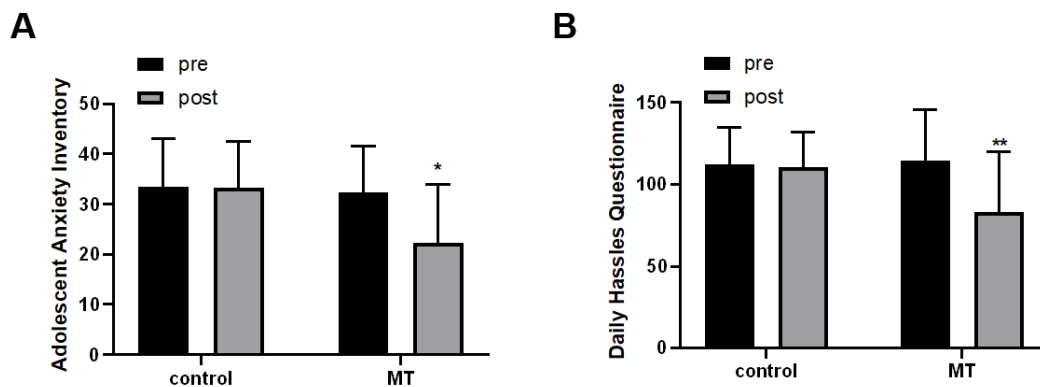 A
pre
post
Adolescent Anxiety Inventory
50
40
30
20
10
0
*
control
MT
B
pre
post
Daily Hassles Questionnaire
150
100
50
0
**
control
MT